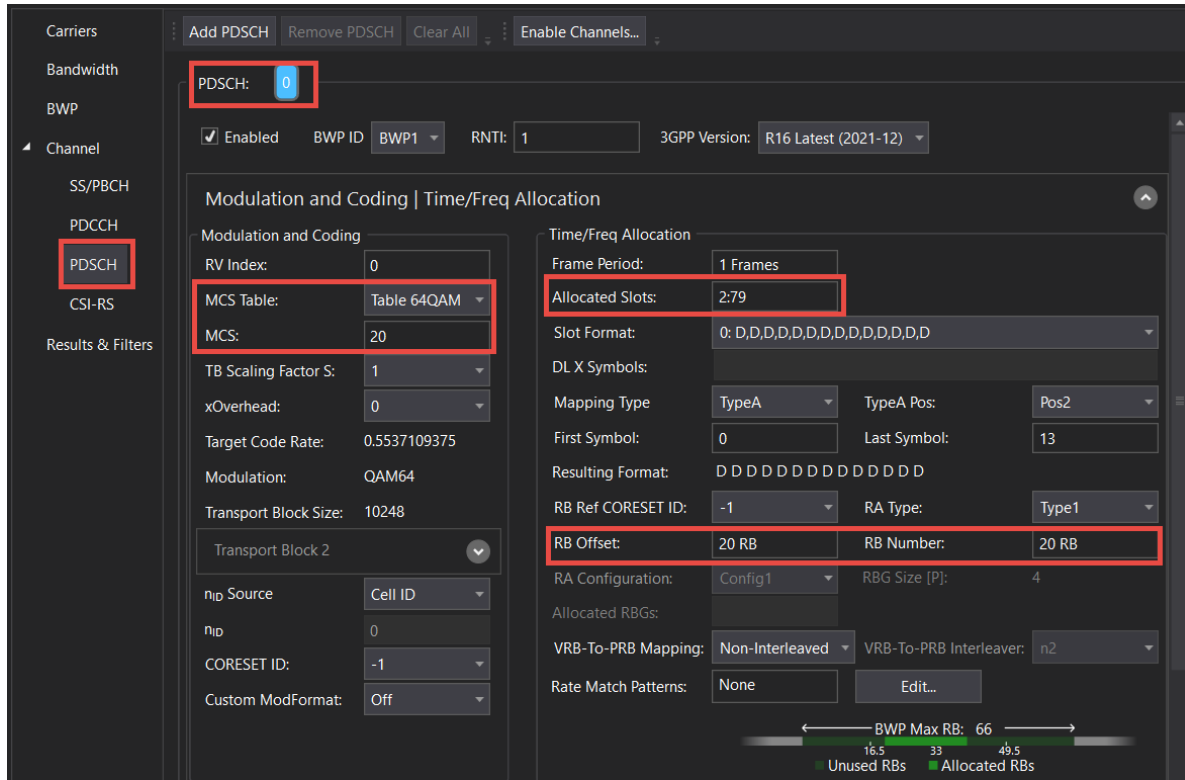 Carriers
Bandwidth
BWP
Channel
SS/PBCH
PDCCH
PDSCH
CSI-RS
Results & Filters
Add PDSCH Remove PDSCH Clear All Enable Channels...
PDSCH: 0
Enabled BWP ID BWP1 RNTI: 1 3GPP Version: R16 Latest (2021-12)
Modulation and Coding | Time/Freq Allocation
Modulation and Coding
RV Index: 0
MCS Table: Table 64QAM
MCS: 20
TB Scaling Factor S: 1
xOverhead: 0
Target Code Rate: 0.5537109375
Modulation: QAM64
Transport Block Size: 10248
Transport Block 2
nID Source Cell ID
nID 0
CORESET ID: -1
Custom ModFormat: Off
Time/Freq Allocation
Frame Period: 1 Frames
Allocated Slots: 2:79
Slot Format: 0: D,D,D,D,D,D,D,D,D,D,D,D,D,D
DL X Symbols:
Mapping Type TypeA TypeA Pos: Pos2
First Symbol: 0 Last Symbol: 13
Resulting Format: D D D D D D D D D D D D D D
RB Ref CORESET ID: -1 RA Type: Type1
RB Offset: 20 RB RB Number: 20 RB
RA Configuration: Config1 RBG Size [P]: 4
Allocated RBGs:
VRB-To-PRB Mapping: Non-Interleaved VRB-To-PRB Interleaver: n2
Rate Match Patterns: None Edit...
BWP Max RB: 66
16.5 33 49.5
Unused RBs Allocated RBs